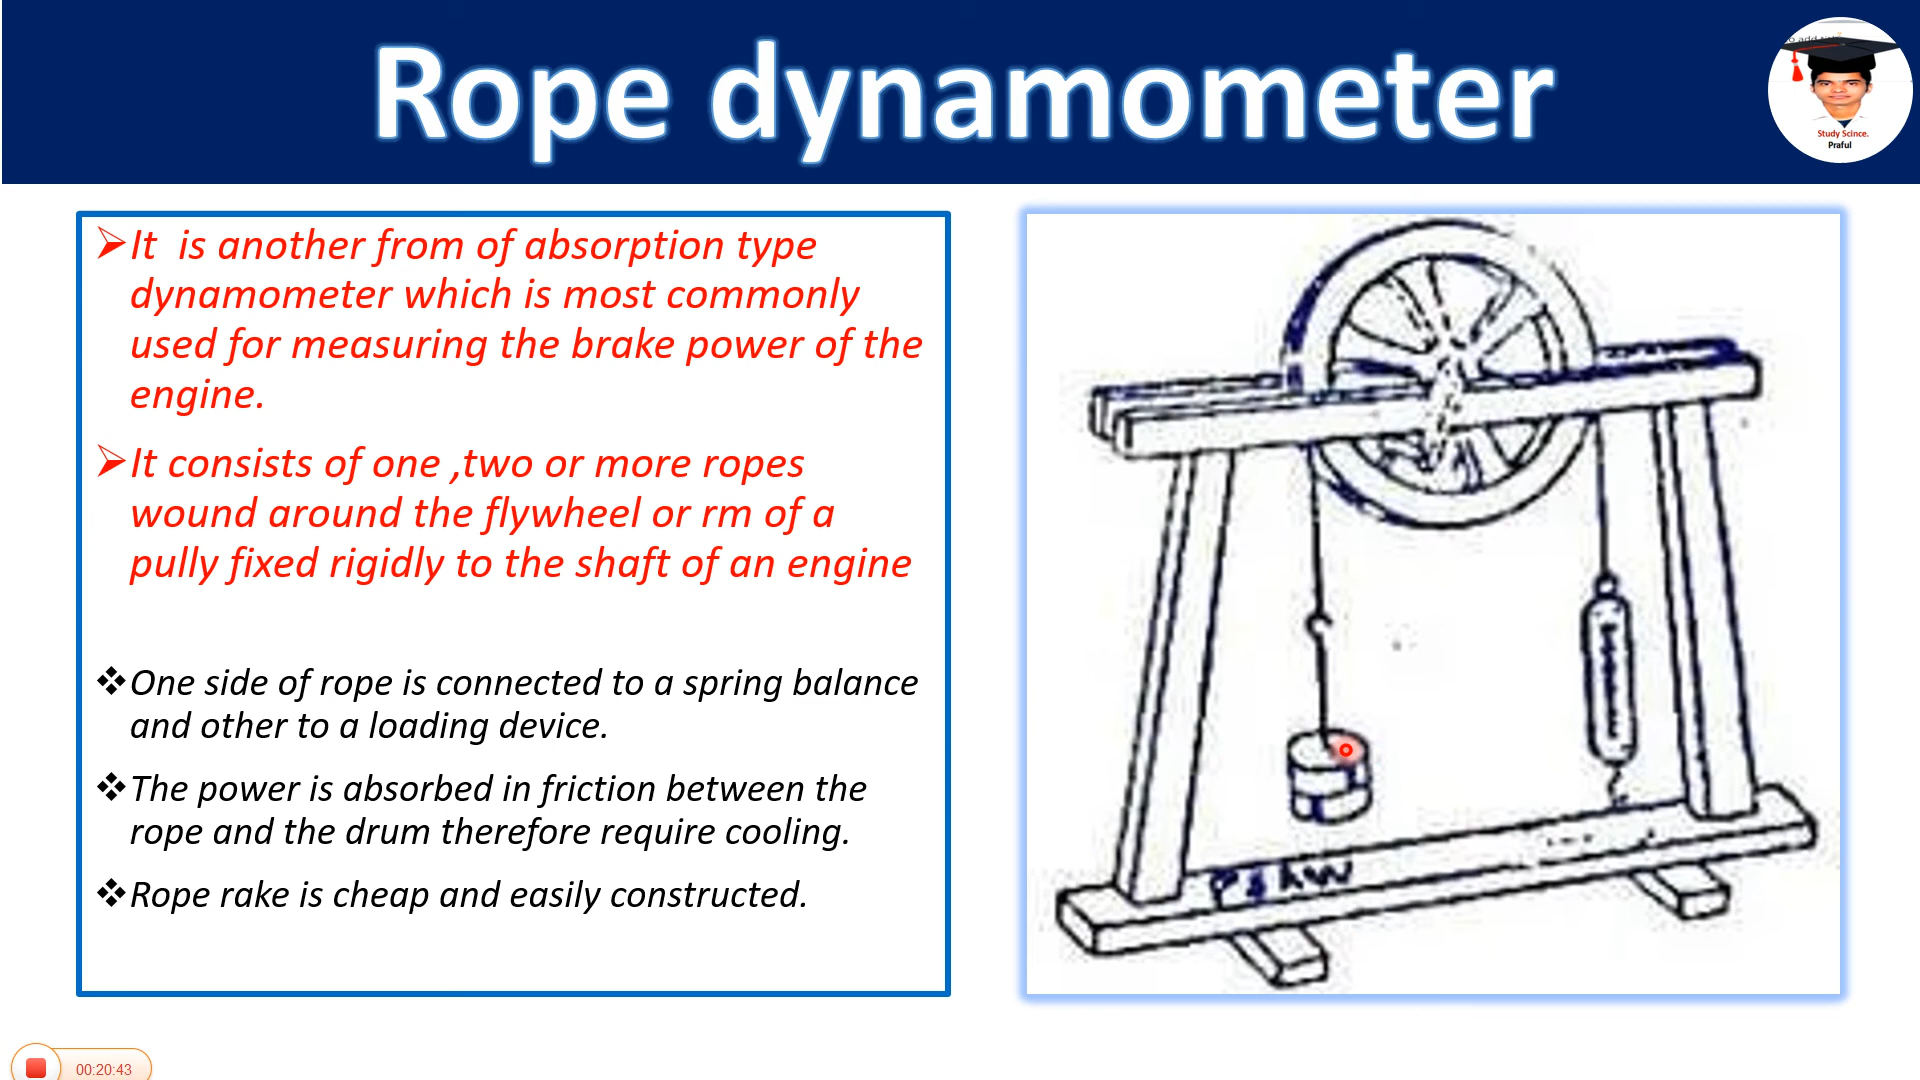 Rope dynamometer
Study Scince.
Praful
➢It is another from of absorption type
dynamometer which is most commonly
used for measuring the brake power of the
engine.
➢It consists of one ,two or more ropes
wound around the flywheel or rm of a
pully fixed rigidly to the shaft of an engine
❖One side of rope is connected to a spring balance
and other to a loading device.
❖The power is absorbed in friction between the
rope and the drum therefore require cooling.
❖Rope rake is cheap and easily constructed.
00:20:43